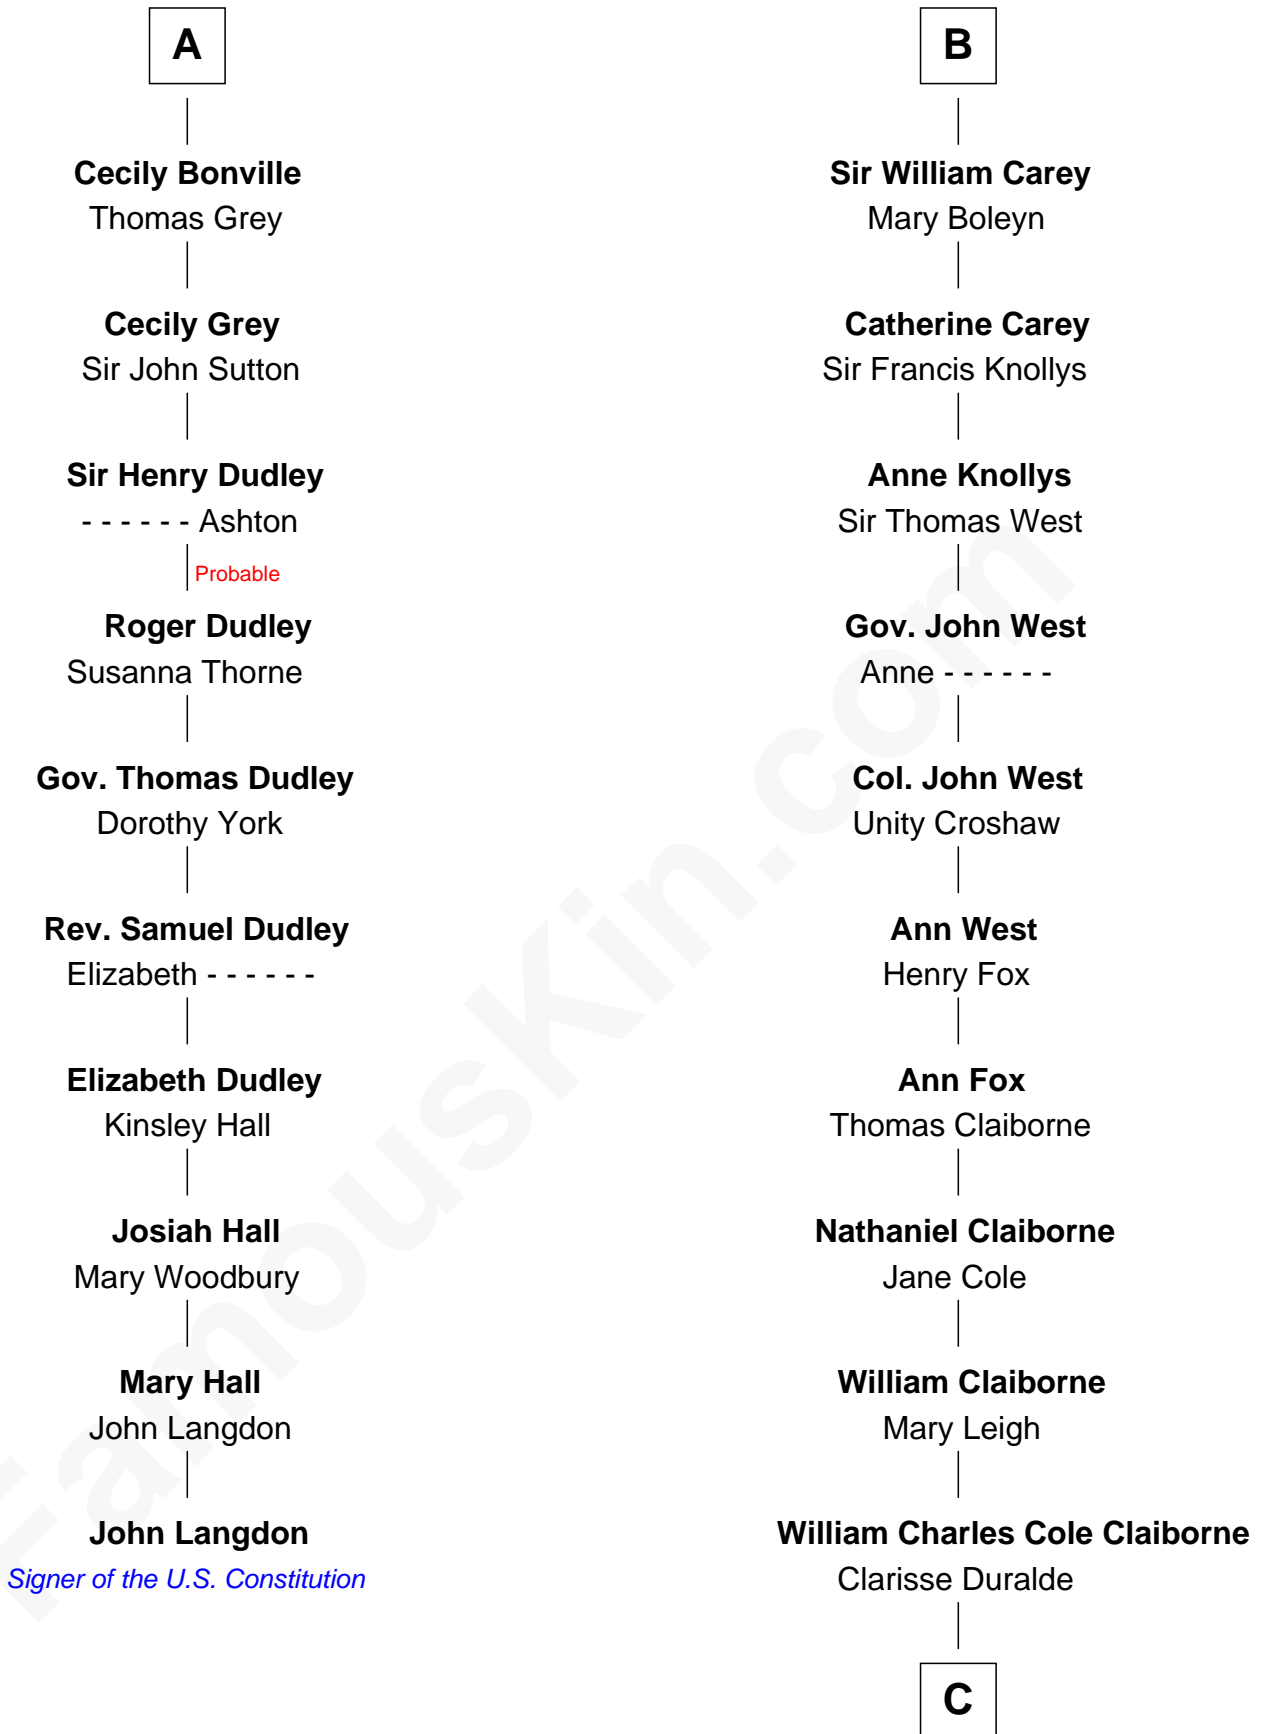 A
Cecily Bonville
Thomas Grey
Cecily Grey
Sir John Sutton
Sir Henry Dudley
- - - - - - Ashton
Probable
Roger Dudley
Susanna Thorne
Gov. Thomas Dudley
Dorothy York
Rev. Samuel Dudley
Elizabeth - - - - - -
Elizabeth Dudley
Kinsley Hall
Josiah Hall
Mary Woodbury
Mary Hall
John Langdon
John Langdon
Signer of the U.S. Constitution
B
Sir William Carey
Mary Boleyn
Catherine Carey
Sir Francis Knollys
Anne Knollys
Sir Thomas West
Gov. John West
Anne - - - - - -
Col. John West
Unity Croshaw
Ann West
Henry Fox
Ann Fox
Thomas Claiborne
Nathaniel Claiborne
Jane Cole
William Claiborne
Mary Leigh
William Charles Cole Claiborne
Clarisse Duralde
C
FamousKin.com